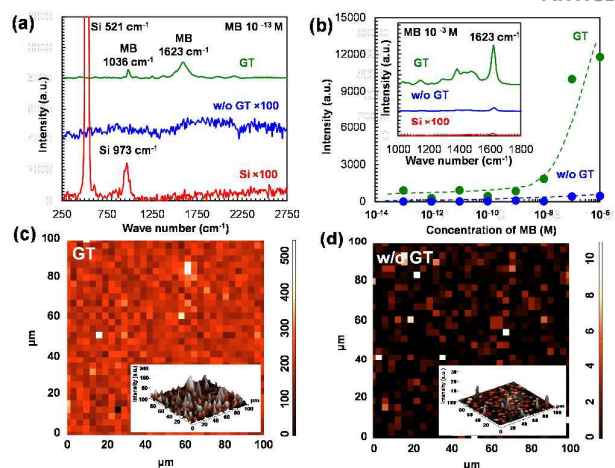 (a)
Si 521 cm-1
MB 10 -13 M
MB
1036 cm-1
MB
1623 cm-1
GT
w/o GT ×100
Si 973 cm-1
Si ×100
Intensity (a.u.)
250 750 1250 1750 2250 2750
Wave number (cm-1)
(b)
15000
12000
9000
6000
3000
0
Intensity (a.u.)
MB 10 -3 M
1623 cm-1
GT
w/o GT
Si ×100
Intensity (a.u.)
1000 1200 1400 1600 1800
Wave number (cm-1)
GT
w/o GT
10-14 10-12 10-10 10-8 10-6
Concentration of MB (M)
(c)
GT
100
80
60
40
20
0
μm
0 20 40 60 80 100
μm
500
400
300
200
100
0
Intensity (a.u.)
μm
(d)
w/o GT
100
80
60
40
20
0
μm
0 20 40 60 80 100
μm
10
8
6
4
2
0
Intensity (a.u.)
μm